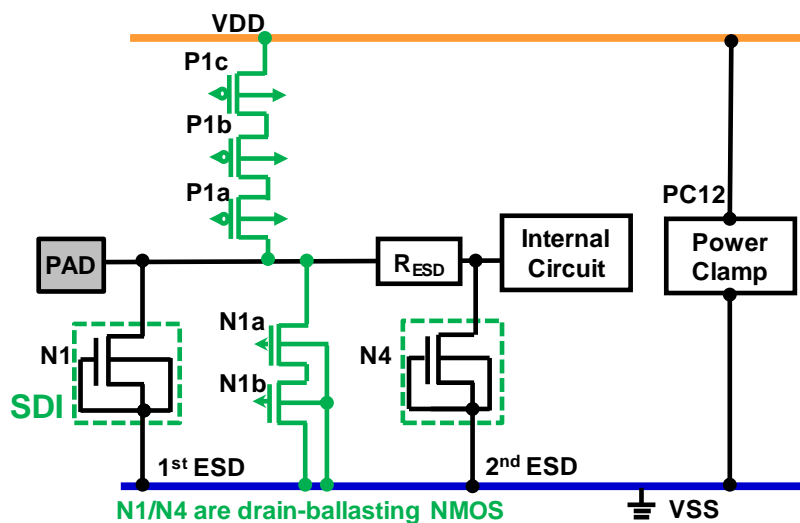 VDD
P1c
P1b
P1a
PC12
PAD
R_ESD
Internal
Circuit
Power
Clamp
N1
N1a
N4
SDI
N1b
1st ESD
2nd ESD
N1/N4 are drain-ballasting NMOS
VSS